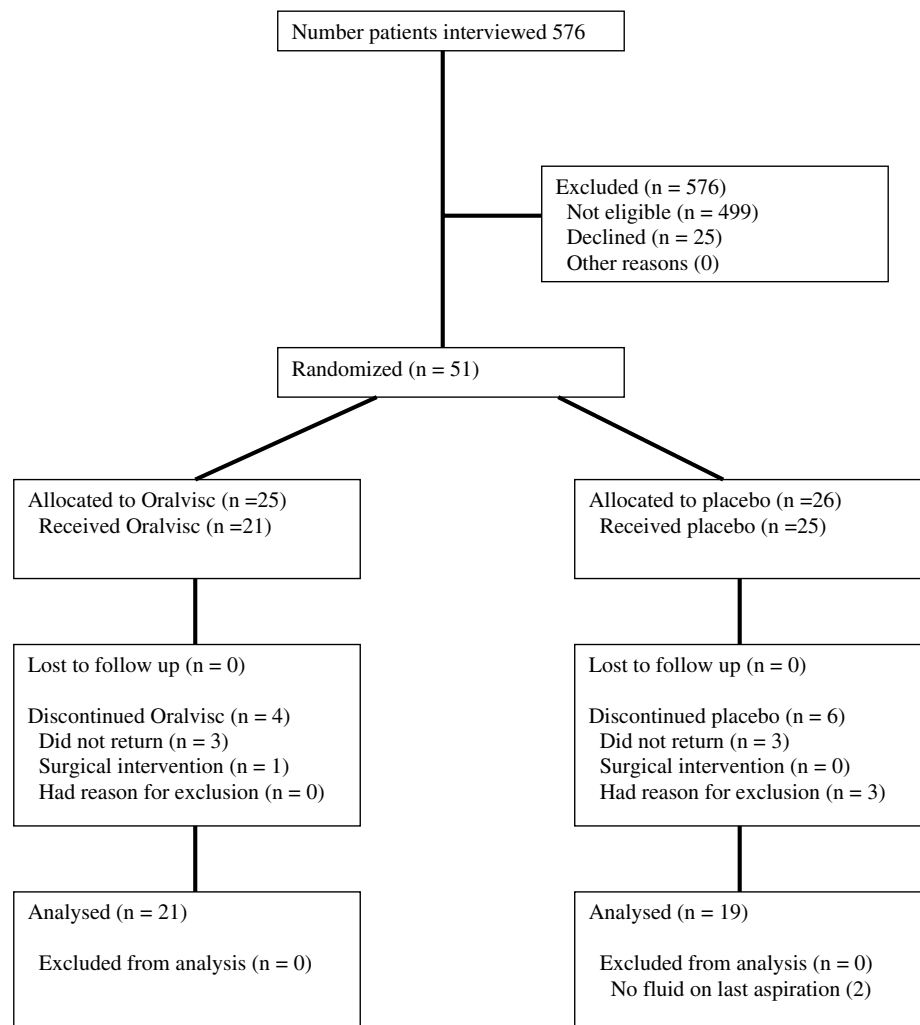 Number patients interviewed 576
Excluded (n = 576)
Not eligible (n = 499)
Declined (n = 25)
Other reasons (0)
Randomized (n = 51)
Allocated to Oralvisc (n =25)
Received Oralvisc (n =21)
Allocated to placebo (n =26)
Received placebo (n =25)
Lost to follow up (n = 0)
Discontinued Oralvisc (n = 4)
Did not return (n = 3)
Surgical intervention (n = 1)
Had reason for exclusion (n = 0)
Lost to follow up (n = 0)
Discontinued placebo (n = 6)
Did not return (n = 3)
Surgical intervention (n = 0)
Had reason for exclusion (n = 3)
Analysed (n = 21)
Excluded from analysis (n = 0)
Analysed (n = 19)
Excluded from analysis (n = 0)
No fluid on last aspiration (2)